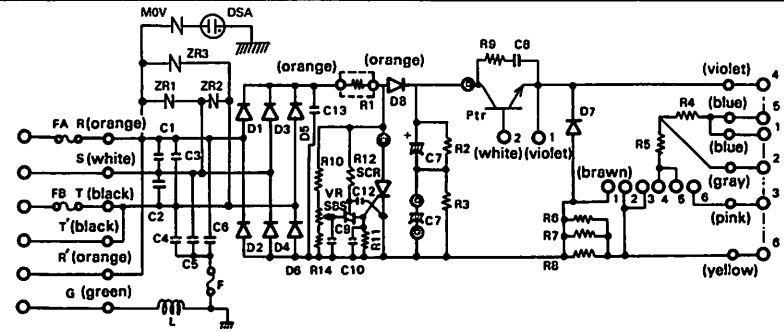 MOV DSA
ZR3
ZR1 ZR2
FA R (orange)
S (white)
FB T (black)
T' (black)
R' (orange)
G (green)
L
F
C1
C3
C2
C4
C5
C6
D1 D3 D5
D2 D4 D6
(orange)
C13
R1
(orange)
D8
R10
R12
SCR
VR
C12
SBS
C9
R11
R14 C10
+
C7
C7
R2
R3
R9 C8
Ptr
2 1
(white) (violet)
D7
(brawn)
1 2 3 4 5 6
R6
R7
R8
R5
R4
(violet) 4
5
(blue)
1
(blue)
2
(gray)
3
(pink)
6
(yellow)